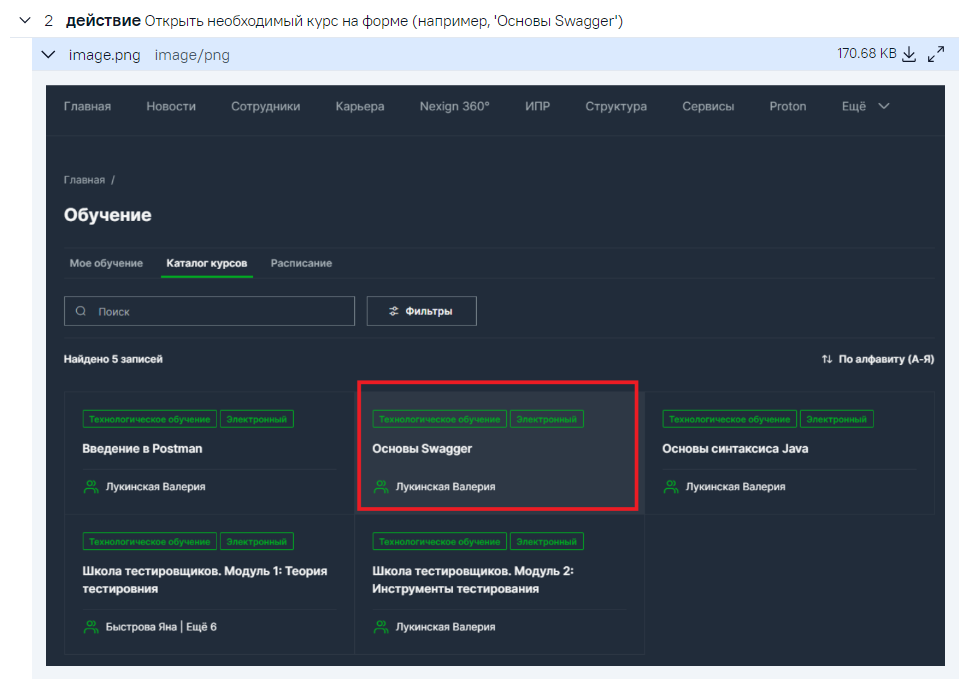 2 действие Открыть необходимый курс на форме (например, 'Основы Swagger')
image.png image/png 170.68 KB
Главная Новости Сотрудники Карьера Nexign 360° ИПР Структура Сервисы Proton Ещё
Главная /
Обучение
Мое обучение Каталог курсов Расписание
Поиск Фильтры
Найдено 5 записей По алфавиту (А-Я)
Технологическое обучение Электронный
Введение в Postman
Лукинская Валерия
Технологическое обучение Электронный
Основы Swagger
Лукинская Валерия
Технологическое обучение Электронный
Основы синтаксиса Java
Лукинская Валерия
Технологическое обучение Электронный
Школа тестировщиков. Модуль 1: Теория
тестировния
Быстрова Яна | Ещё 6
Технологическое обучение Электронный
Школа тестировщиков. Модуль 2:
Инструменты тестирования
Лукинская Валерия